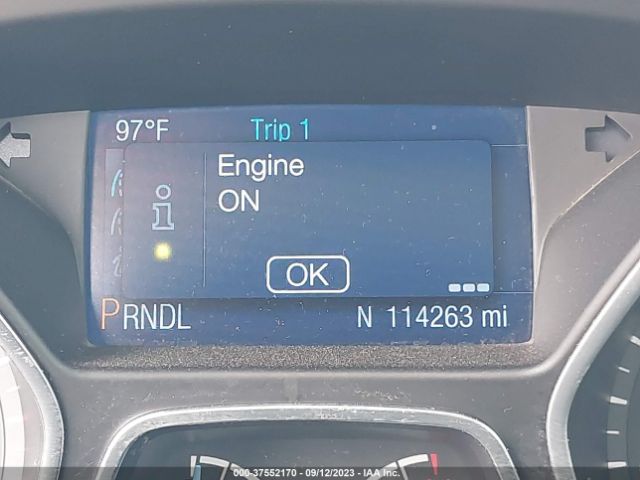 97°F Trip 1
Engine
ON
OK
PRNDL N 114263 mi
000-37552170 - 09/12/2023 - IAA Inc.